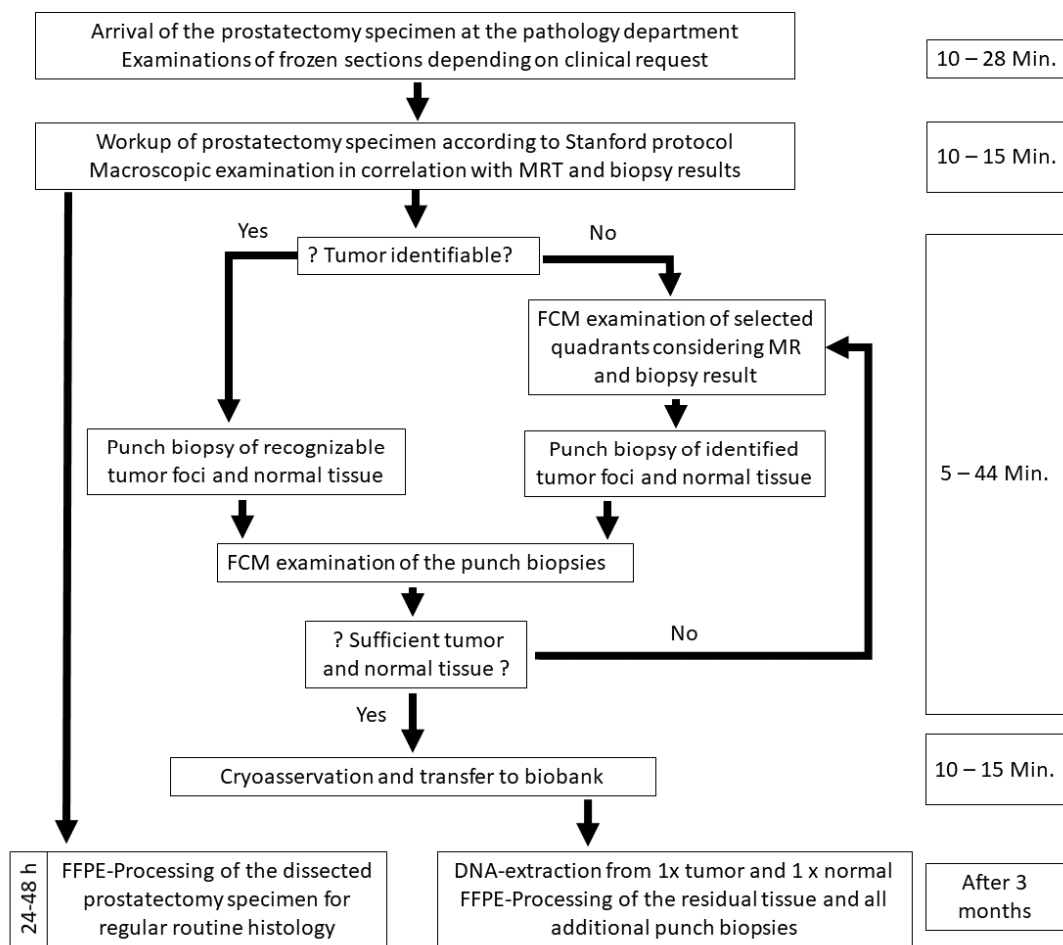 Arrival of the prostatectomy specimen at the pathology department
Examinations of frozen sections depending on clinical request
10 – 28 Min.
Workup of prostatectomy specimen according to Stanford protocol
Macroscopic examination in correlation with MRT and biopsy results
10 – 15 Min.
Yes
No
? Tumor identifiable?
FCM examination of selected
quadrants considering MR
and biopsy result
Punch biopsy of recognizable
tumor foci and normal tissue
Punch biopsy of identified
tumor foci and normal tissue
5 – 44 Min.
FCM examination of the punch biopsies
? Sufficient tumor
and normal tissue ?
No
Yes
Cryoasservation and transfer to biobank
10 – 15 Min.
24-48 h
FFPE-Processing of the dissected
prostatectomy specimen for
regular routine histology
DNA-extraction from 1x tumor and 1 x normal
FFPE-Processing of the residual tissue and all
additional punch biopsies
After 3
months